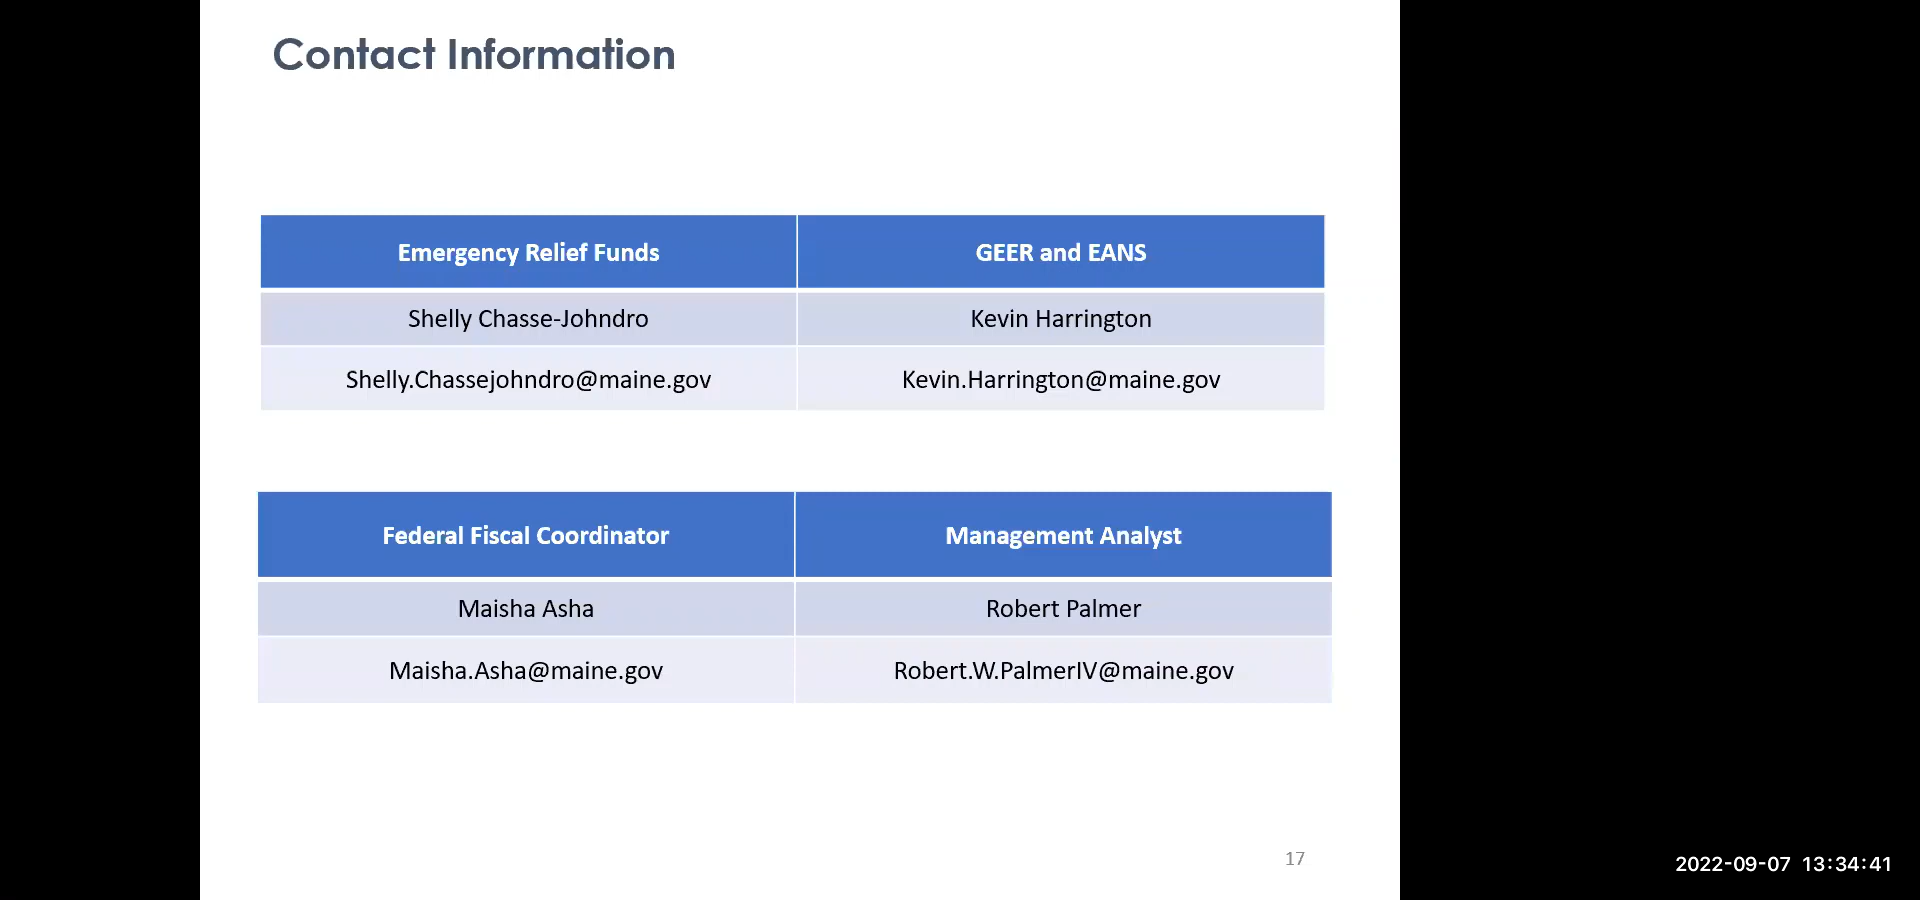 Contact Information
Emergency Relief Funds
GEER and EANS
Shelly Chasse-Johndro
Kevin Harrington
Shelly.Chassejohndro@maine.gov
Kevin.Harrington@maine.gov
Federal Fiscal Coordinator
Management Analyst
Maisha Asha
Robert Palmer
Maisha.Asha@maine.gov
Robert.W.PalmerIV@maine.gov
17
2022-09-07 13:34:41